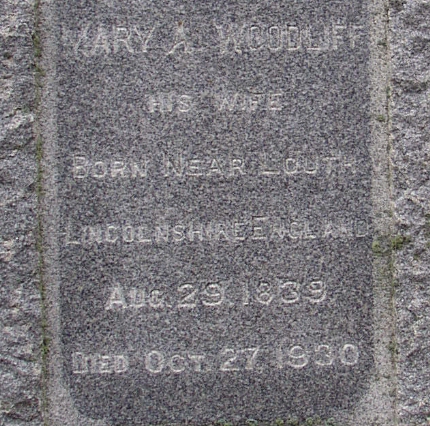 MARY A. WOODLIFF
HIS WIFE
BORN NEAR LOUTH
LINCOLNSHIRE ENGLAND
AUG. 29. 1839
DIED OCT. 27, 1930